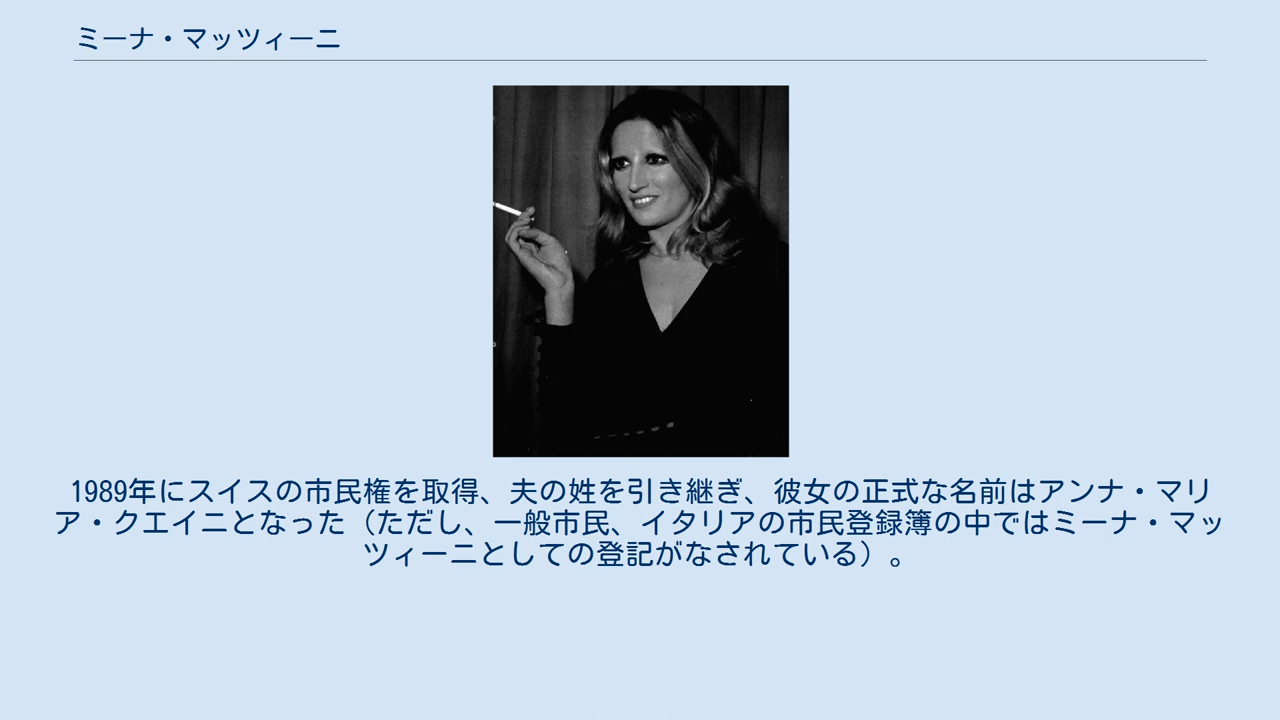 ミーナ・マッツィーニ
1989年にスイスの市民権を取得、夫の姓を引き継ぎ、彼女の正式な名前はアンナ・マリ
ア・クエイニとなった（ただし、一般市民、イタリアの市民登録簿の中ではミーナ・マッ
ツィーニとしての登記がなされている）。